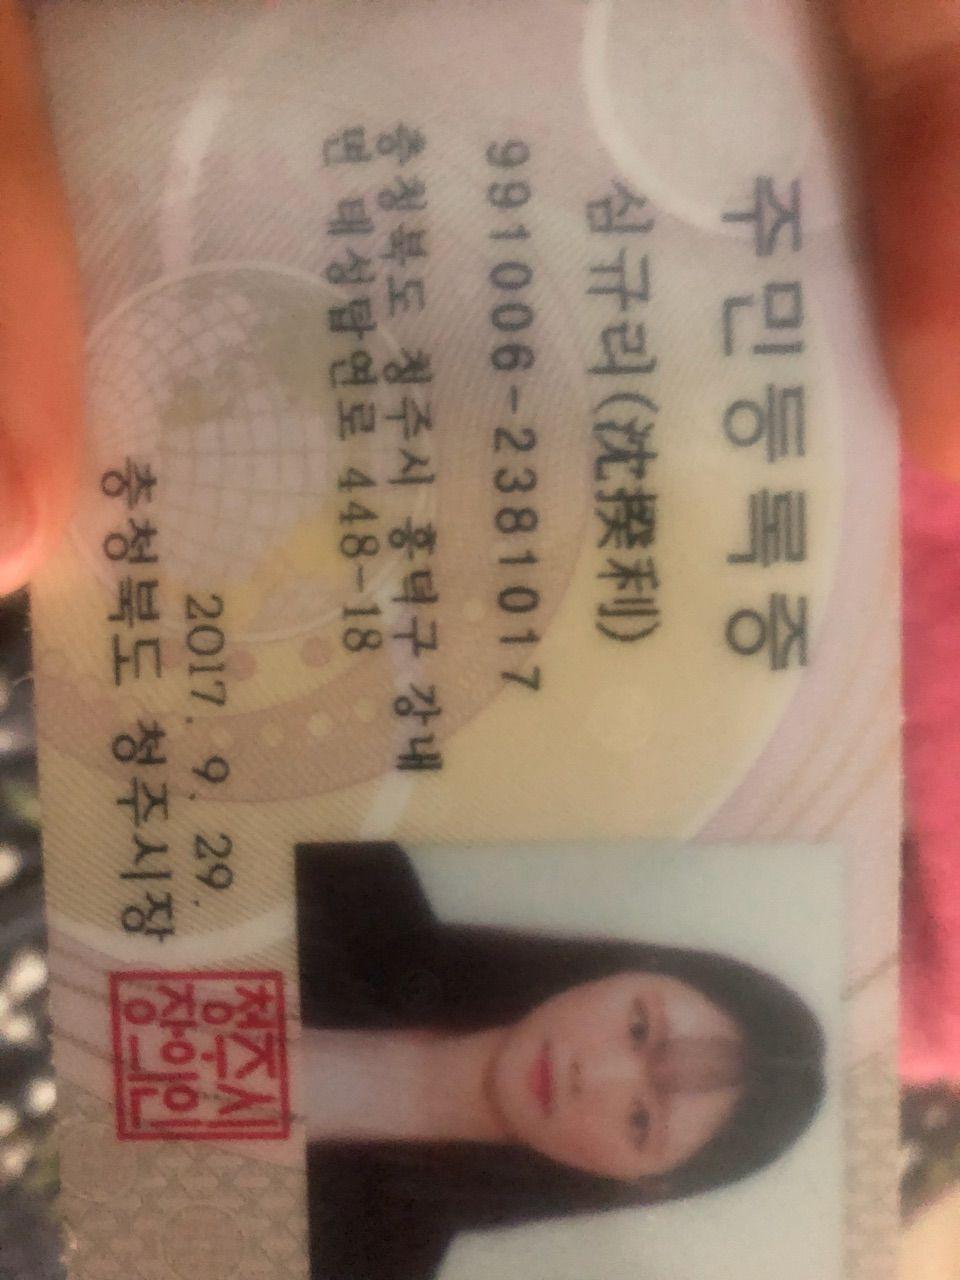 주민등록증
심규리(沈揆利)
991006-2381017
충청북도 청주시 흥덕구 강내
면 태성탑연로 448-18
2017. 9. 29.
충청북도 청주시장
청주시
장의인